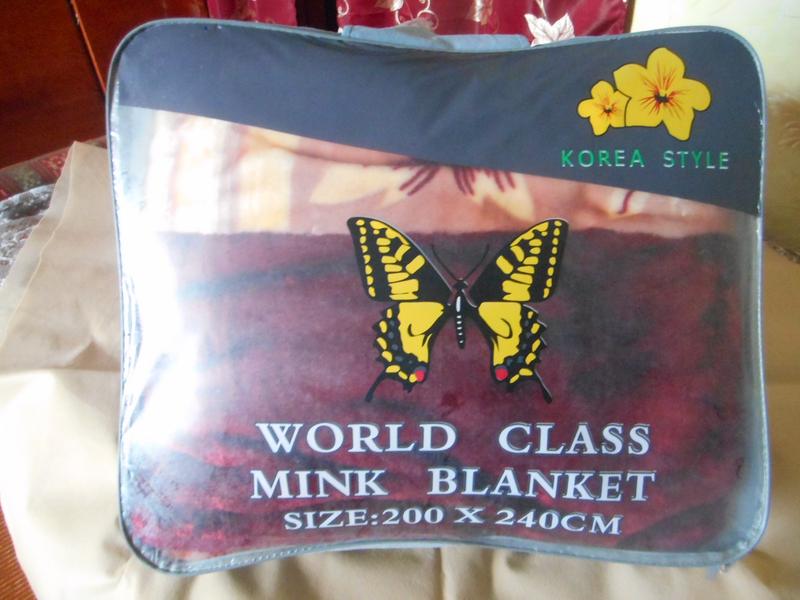 KOREA STYLE
WORLD CLASS
MINK BLANKET
SIZE:200 X 240CM